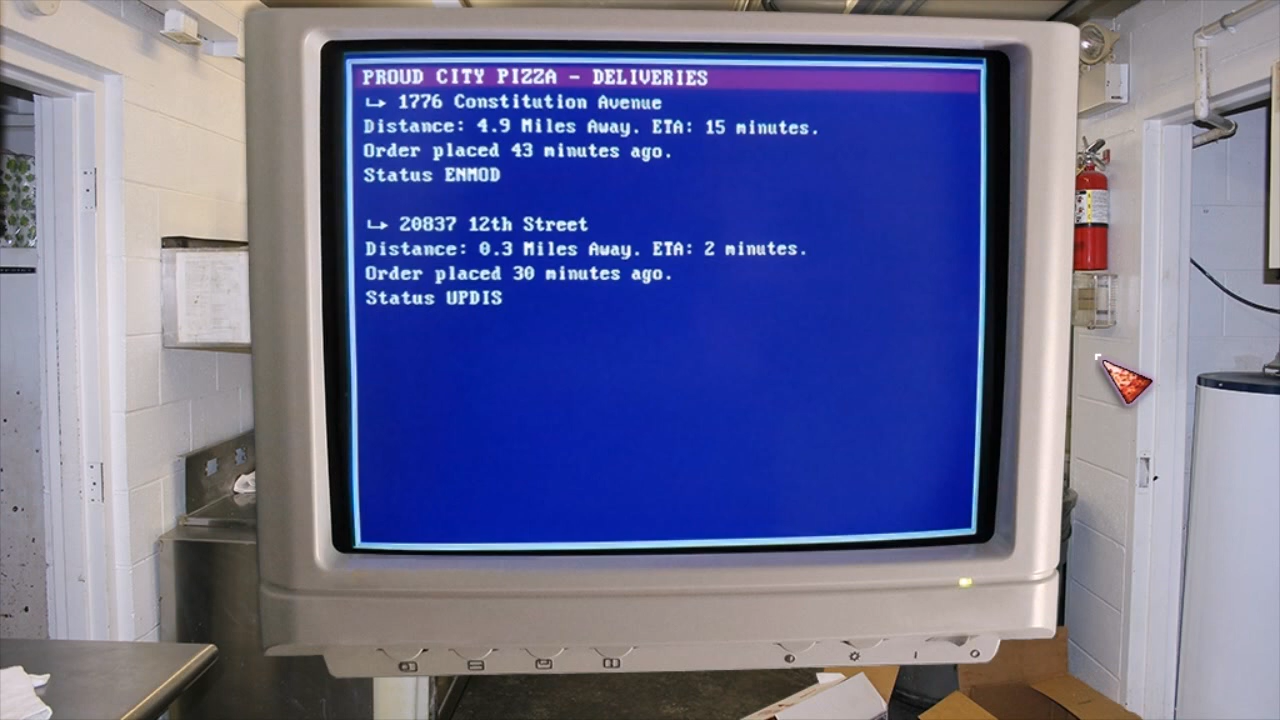 PROUD CITY PIZZA - DELIVERIES
↳ 1776 Constitution Avenue
Distance: 4.9 Miles Away. ETA: 15 minutes.
Order placed 43 minutes ago.
Status ENMOD
↳ 20837 12th Street
Distance: 0.3 Miles Away. ETA: 2 minutes.
Order placed 30 minutes ago.
Status UPDIS